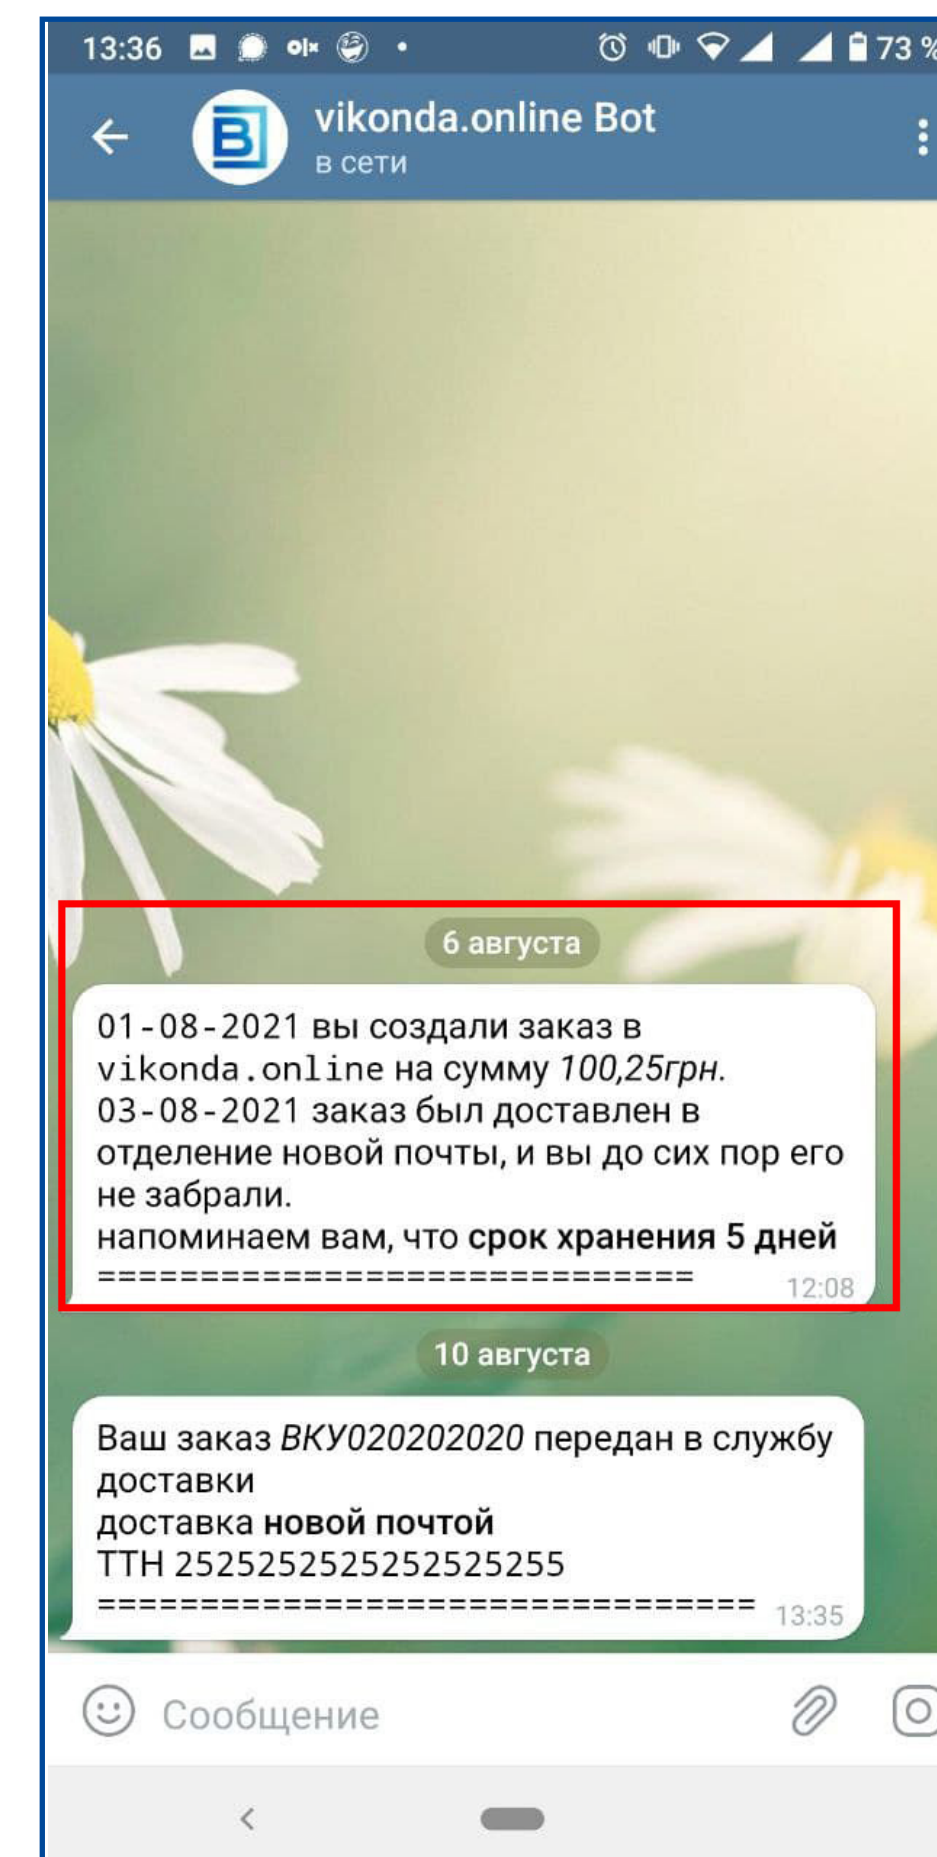 13:36
olx
73 %
vikonda.online Bot
в сети
6 августа
01-08-2021 вы создали заказ в
vikonda.online на сумму 100,25грн.
03-08-2021 заказ был доставлен в
отделение новой почты, и вы до сих пор его
не забрали.
напоминаем вам, что срок хранения 5 дней
=============================
12:08
10 августа
Ваш заказ ВКУ020202020 передан в службу
доставки
доставка новой почтой
ТТН 2525252525252525255
================================
13:35
Сообщение